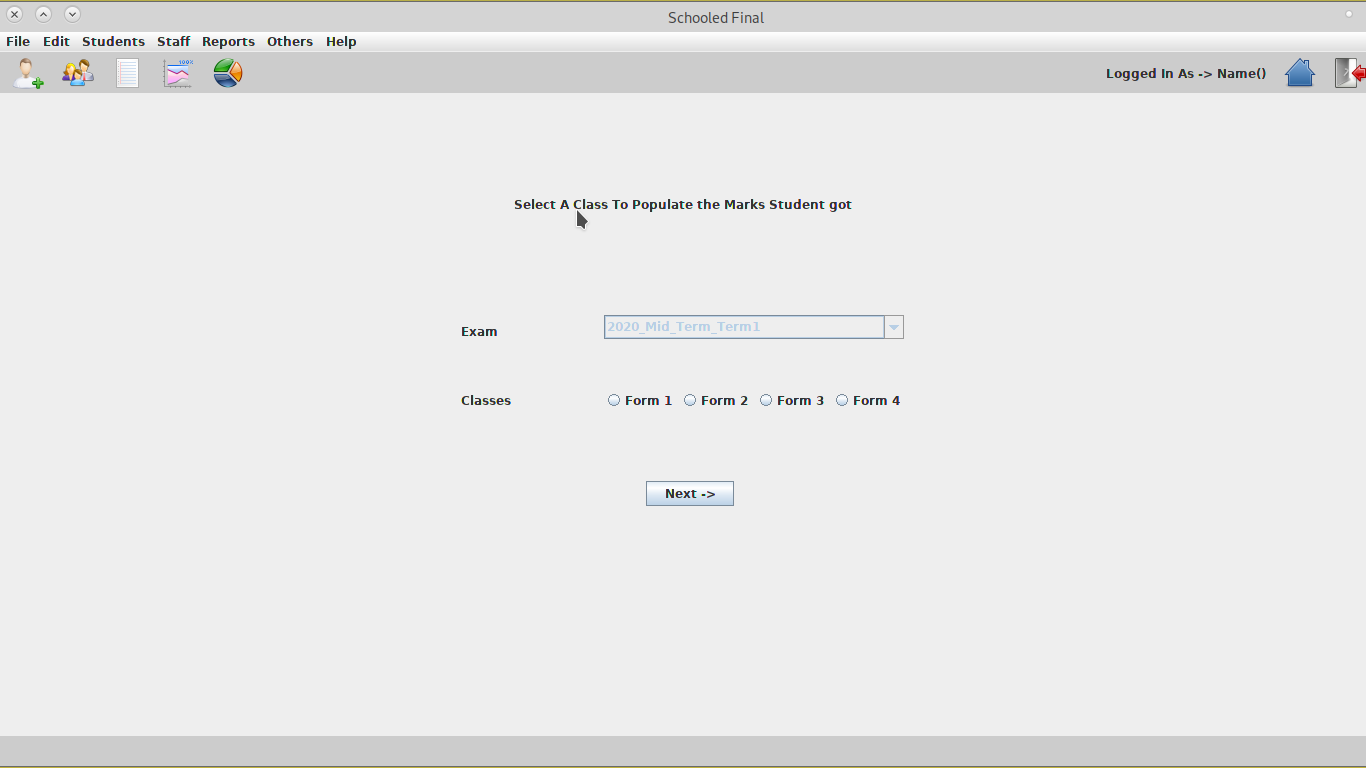 Schooled Final
File Edit Students Staff Reports Others Help
100%
Logged In As -> Name()
Select A Class To Populate the Marks Student got
Exam 2020_Mid_Term_Term1
Classes Form 1 Form 2 Form 3 Form 4
Next ->